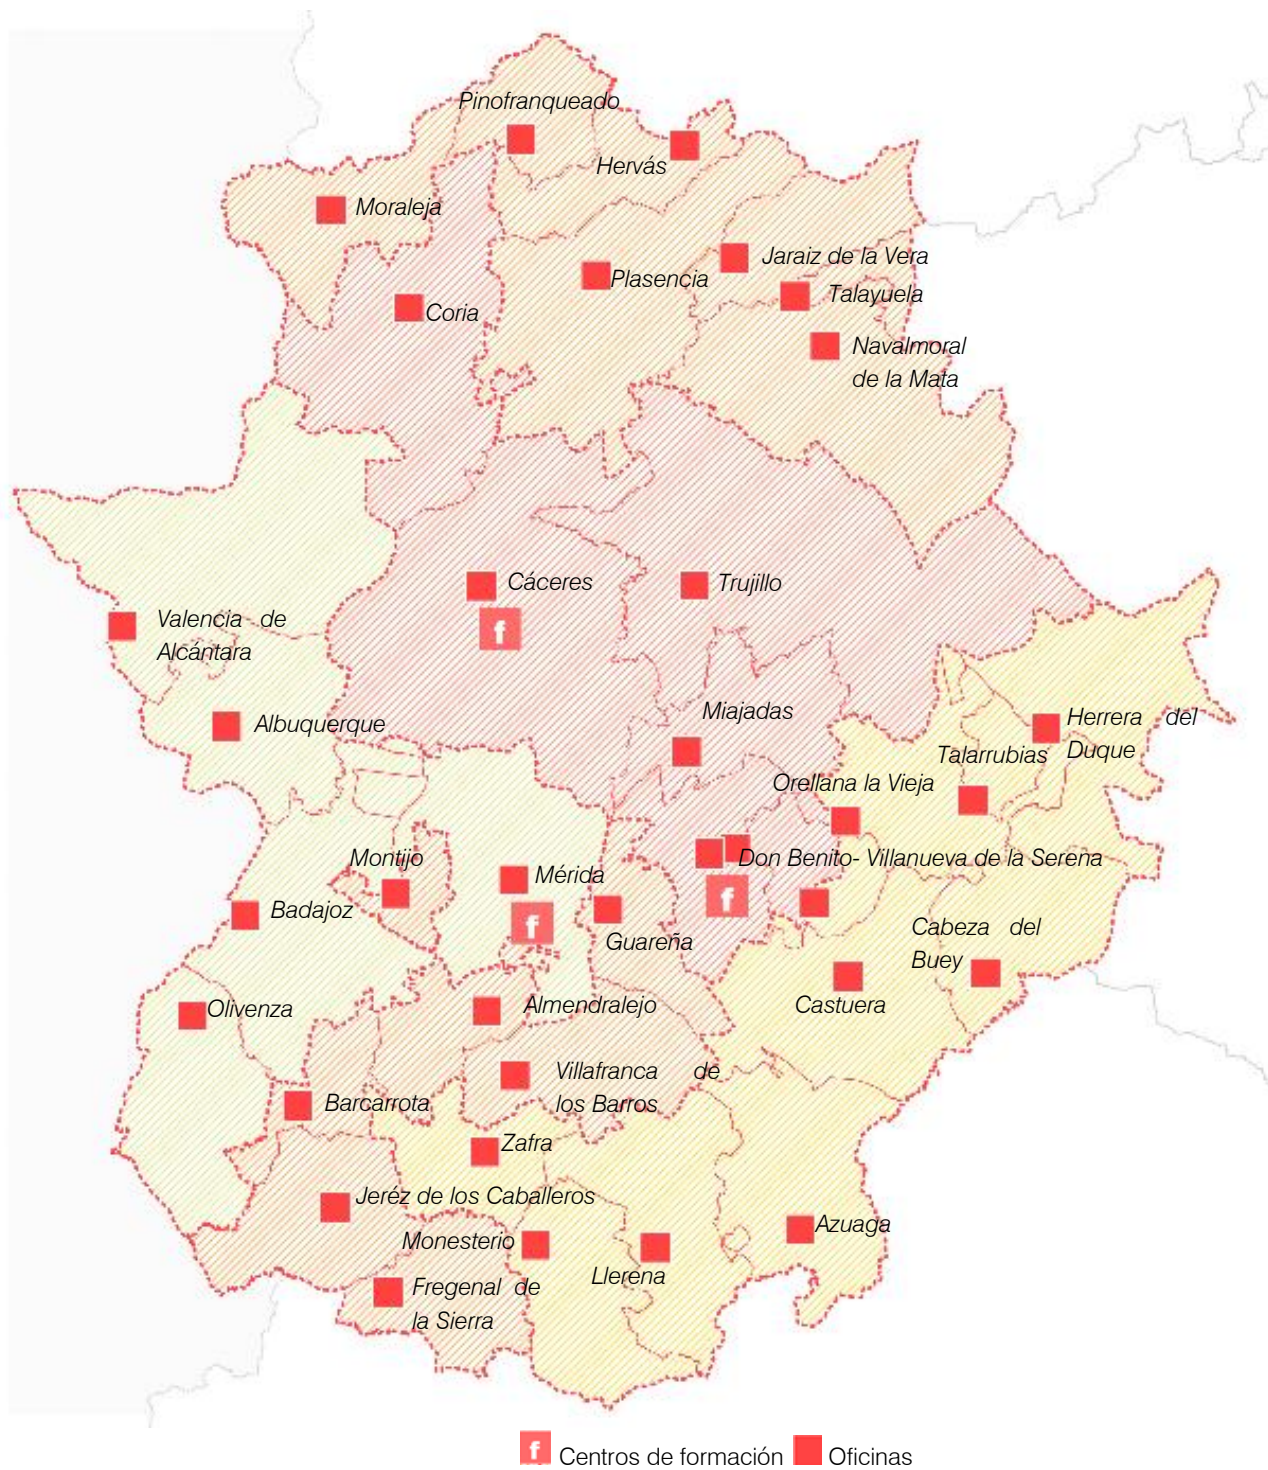 Pinofranqueado
Hervás
Moraleja
Jaraiz de la Vera
Plasencia
Talayuela
Coria
Navalmoral
de la Mata
Cáceres
Trujillo
f
Valencia de
Alcántara
Miajadas
Albuquerque
Herrera del
Duque
Talarrubias
Orellana la Vieja
Montijo
Don Benito- Villanueva de la Serena
Mérida
f
Badajoz
f
Guareña
Cabeza del
Buey
Olivenza
Almendralejo
Castuera
Villafranca de
los Barros
Barcarrota
Zafra
Jeréz de los Caballeros
Azuaga
Monesterio
Llerena
Fregenal de
la Sierra
f Centros de formación Oficinas